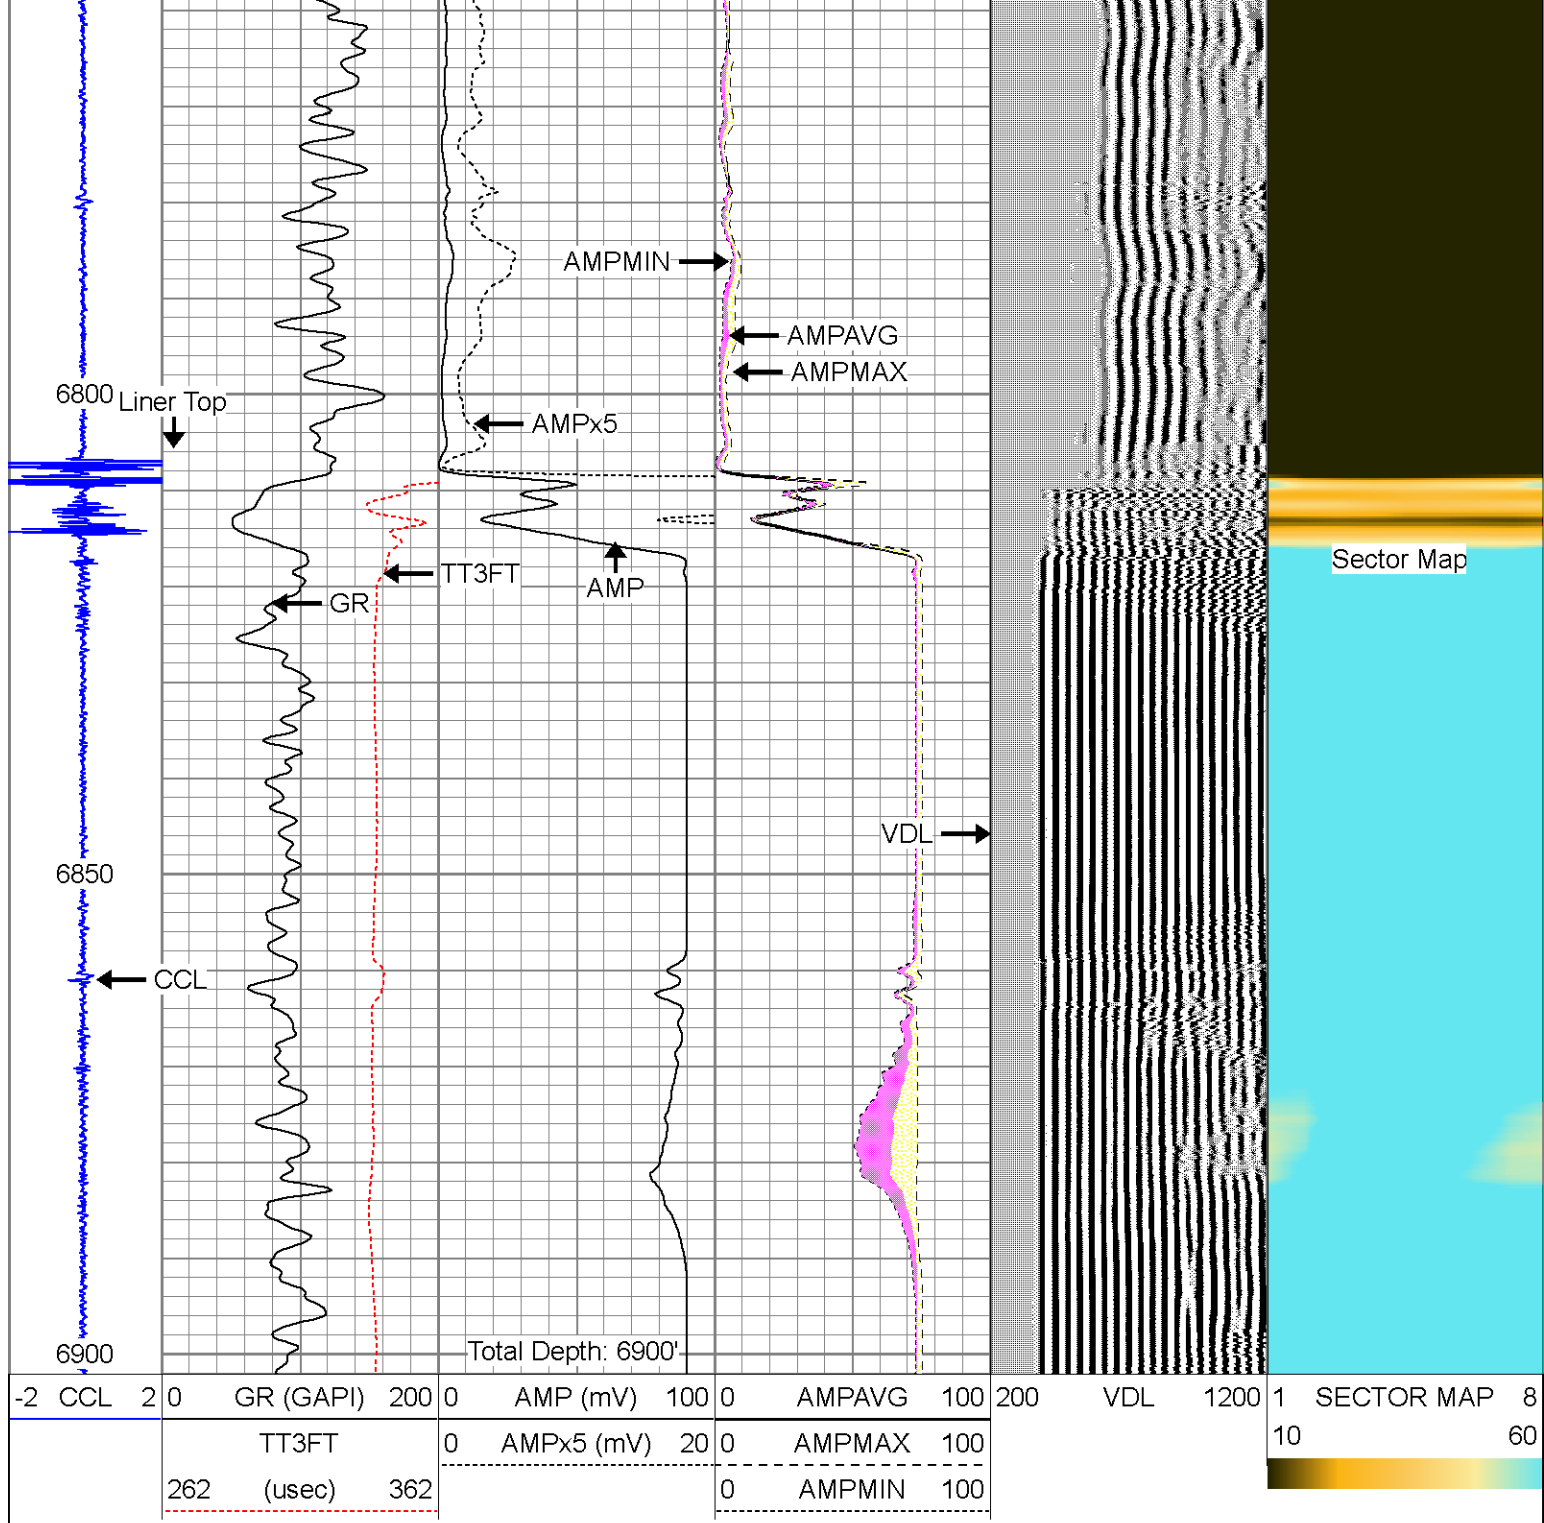 AMPMIN
AMPAVG
AMPMAX
6800
Liner Top
AMPx5
Sector Map
TT3FT
AMP
GR
VDL
6850
CCL
6900
Total Depth: 6900'
-2 CCL 2 0 GR (GAPI) 200 0 AMP (mV) 100 0 AMPAVG 100 200 VDL 1200 1 SECTOR MAP 8
TT3FT 0 AMPx5 (mV) 20 0 AMPMAX 100 10 60
262 (usec) 362 0 AMPMIN 100